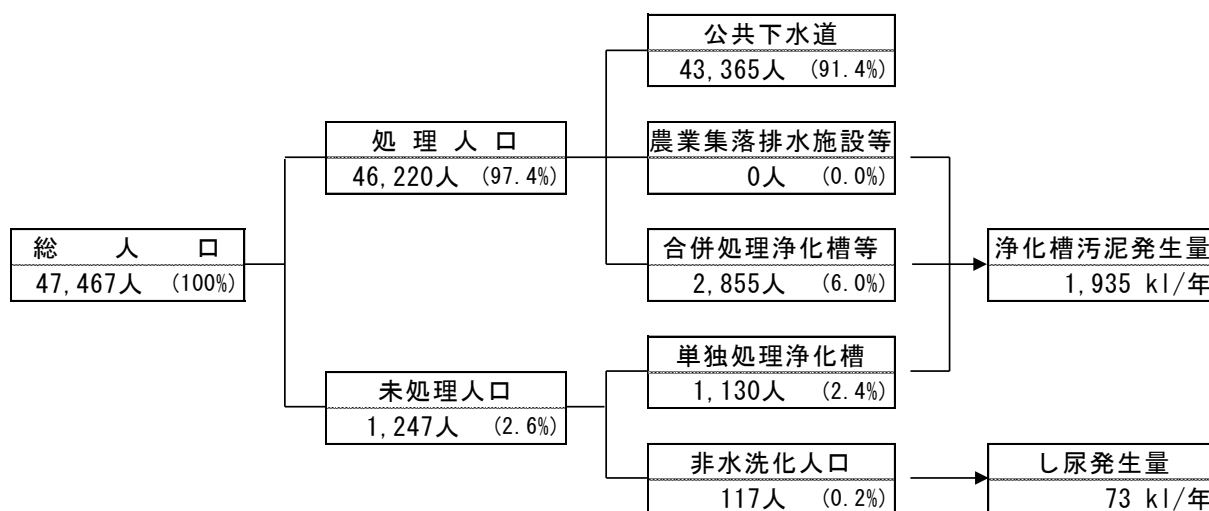 公共下水道
43,365人 (91.4%)
処理人口
46,220人 (97.4%)
農業集落排水施設等
0人 (0.0%)
総人口
47,467人 (100%)
合併処理浄化槽等
2,855人 (6.0%)
浄化槽汚泥発生量
1,935 kl/年
単独処理浄化槽
1,130人 (2.4%)
未処理人口
1,247人 (2.6%)
非水洗化人口
117人 (0.2%)
し尿発生量
73 kl/年